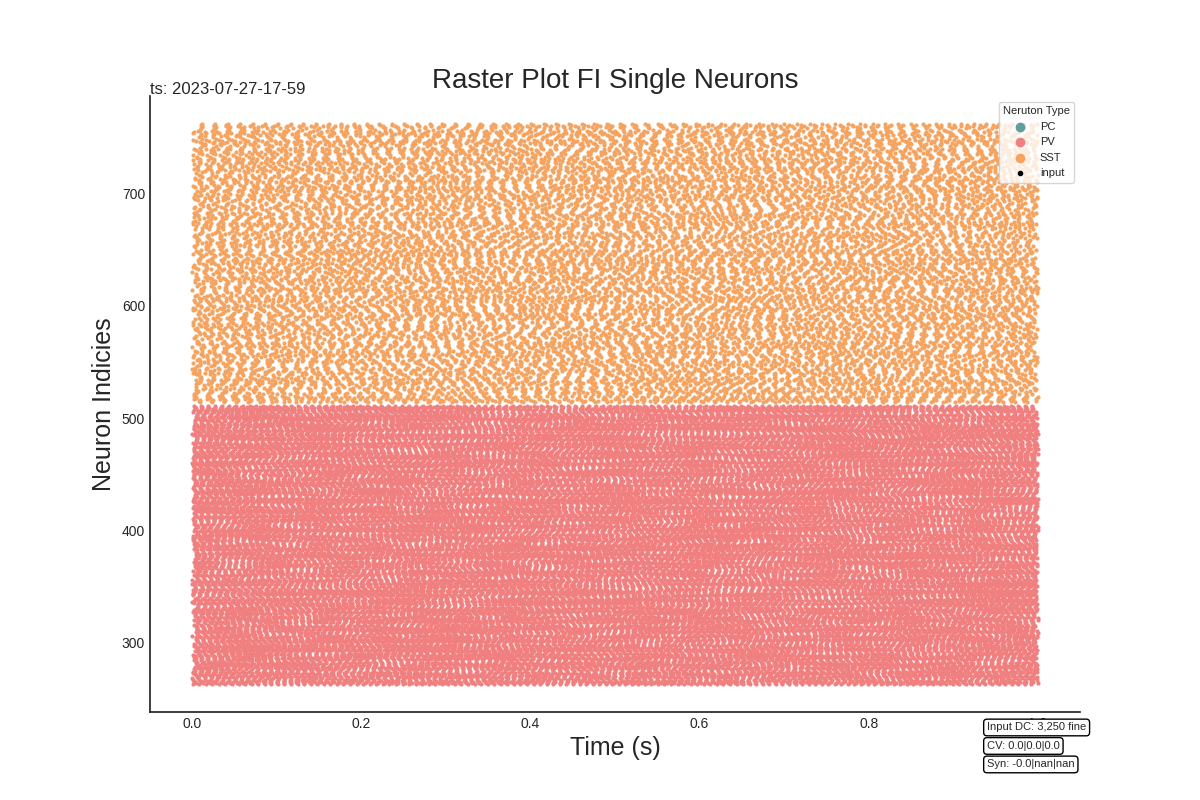 Raster Plot FI Single Neurons
ts: 2023-07-27-17-59
Neruton Type
PC
PV
SST
input
Neuron Indicies
700
600
500
400
300
0.0 0.2 0.4 0.6 0.8
Time (s)
Input DC: 3,250 fine
CV: 0.0|0.0|0.0
Syn: -0.0|nan|nan